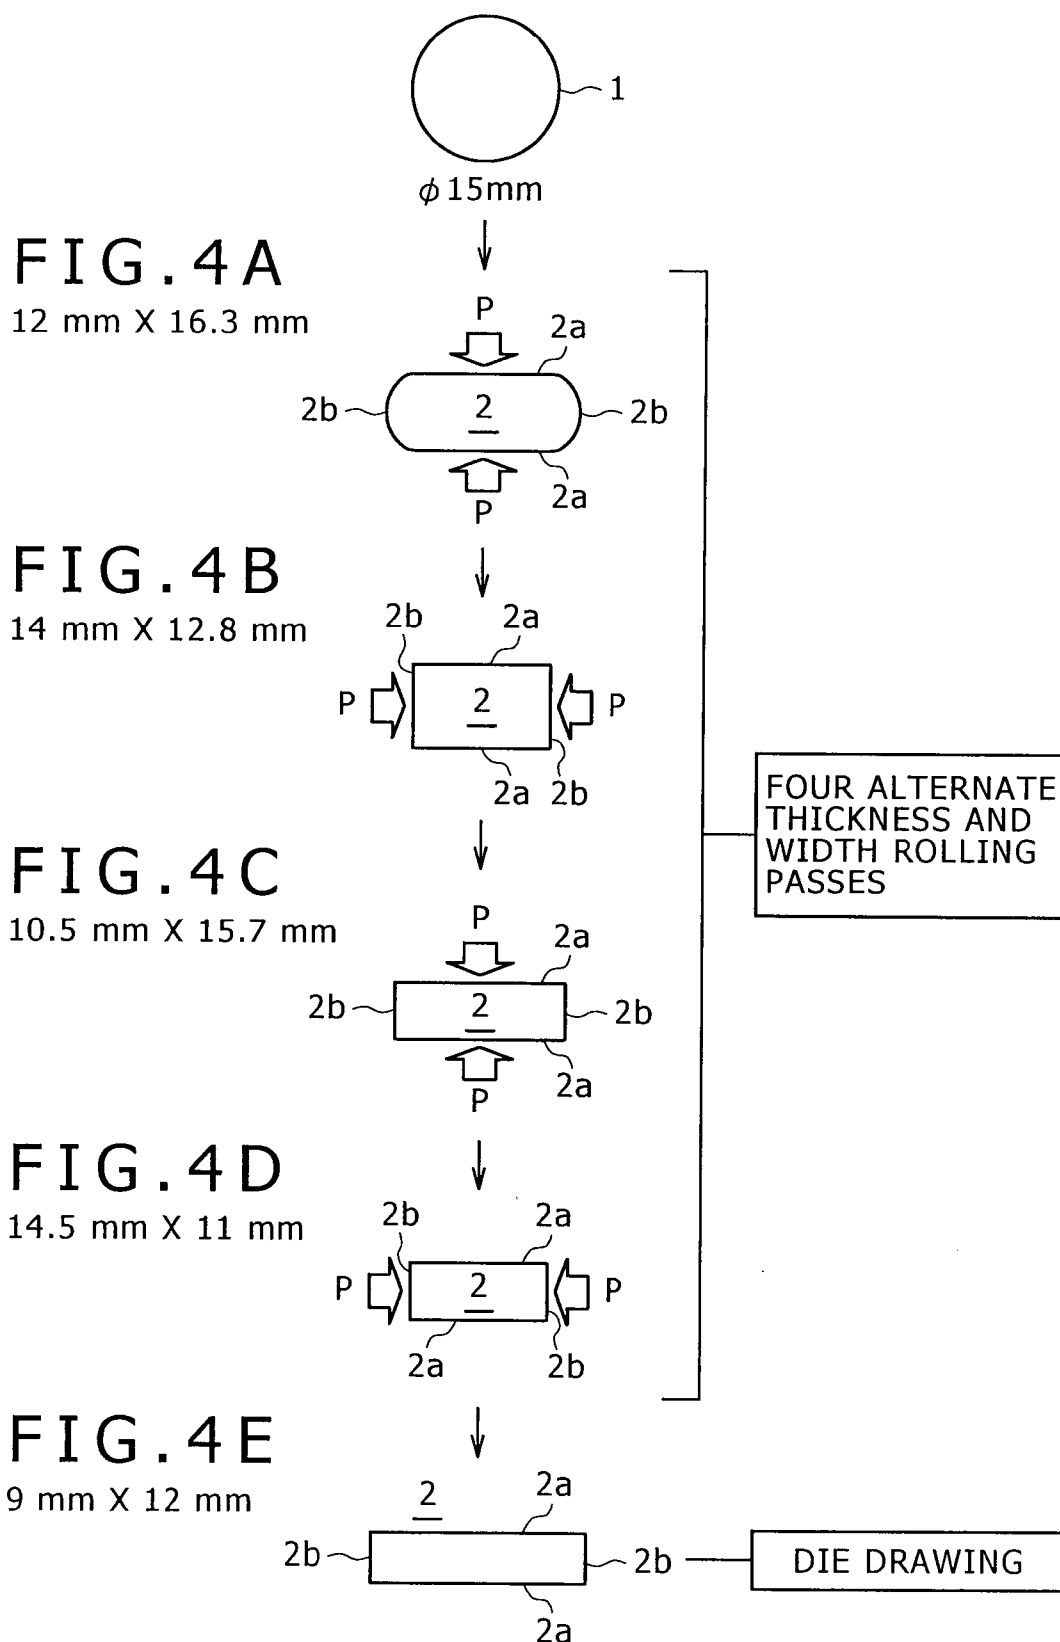 1
φ15mm
FIG.4A
12 mm X 16.3 mm
P
2a
2b
2
2b
2a
P
FIG.4B
14 mm X 12.8 mm
2b
2a
P
2
P
2a
2b
FOUR ALTERNATE
THICKNESS AND
WIDTH ROLLING
PASSES
FIG.4C
10.5 mm X 15.7 mm
P
2a
2b
2
2b
2a
P
FIG.4D
14.5 mm X 11 mm
2b
2a
P
2
P
2a
2b
FIG.4E
9 mm X 12 mm
2
2a
2b
2b
DIE DRAWING
2a